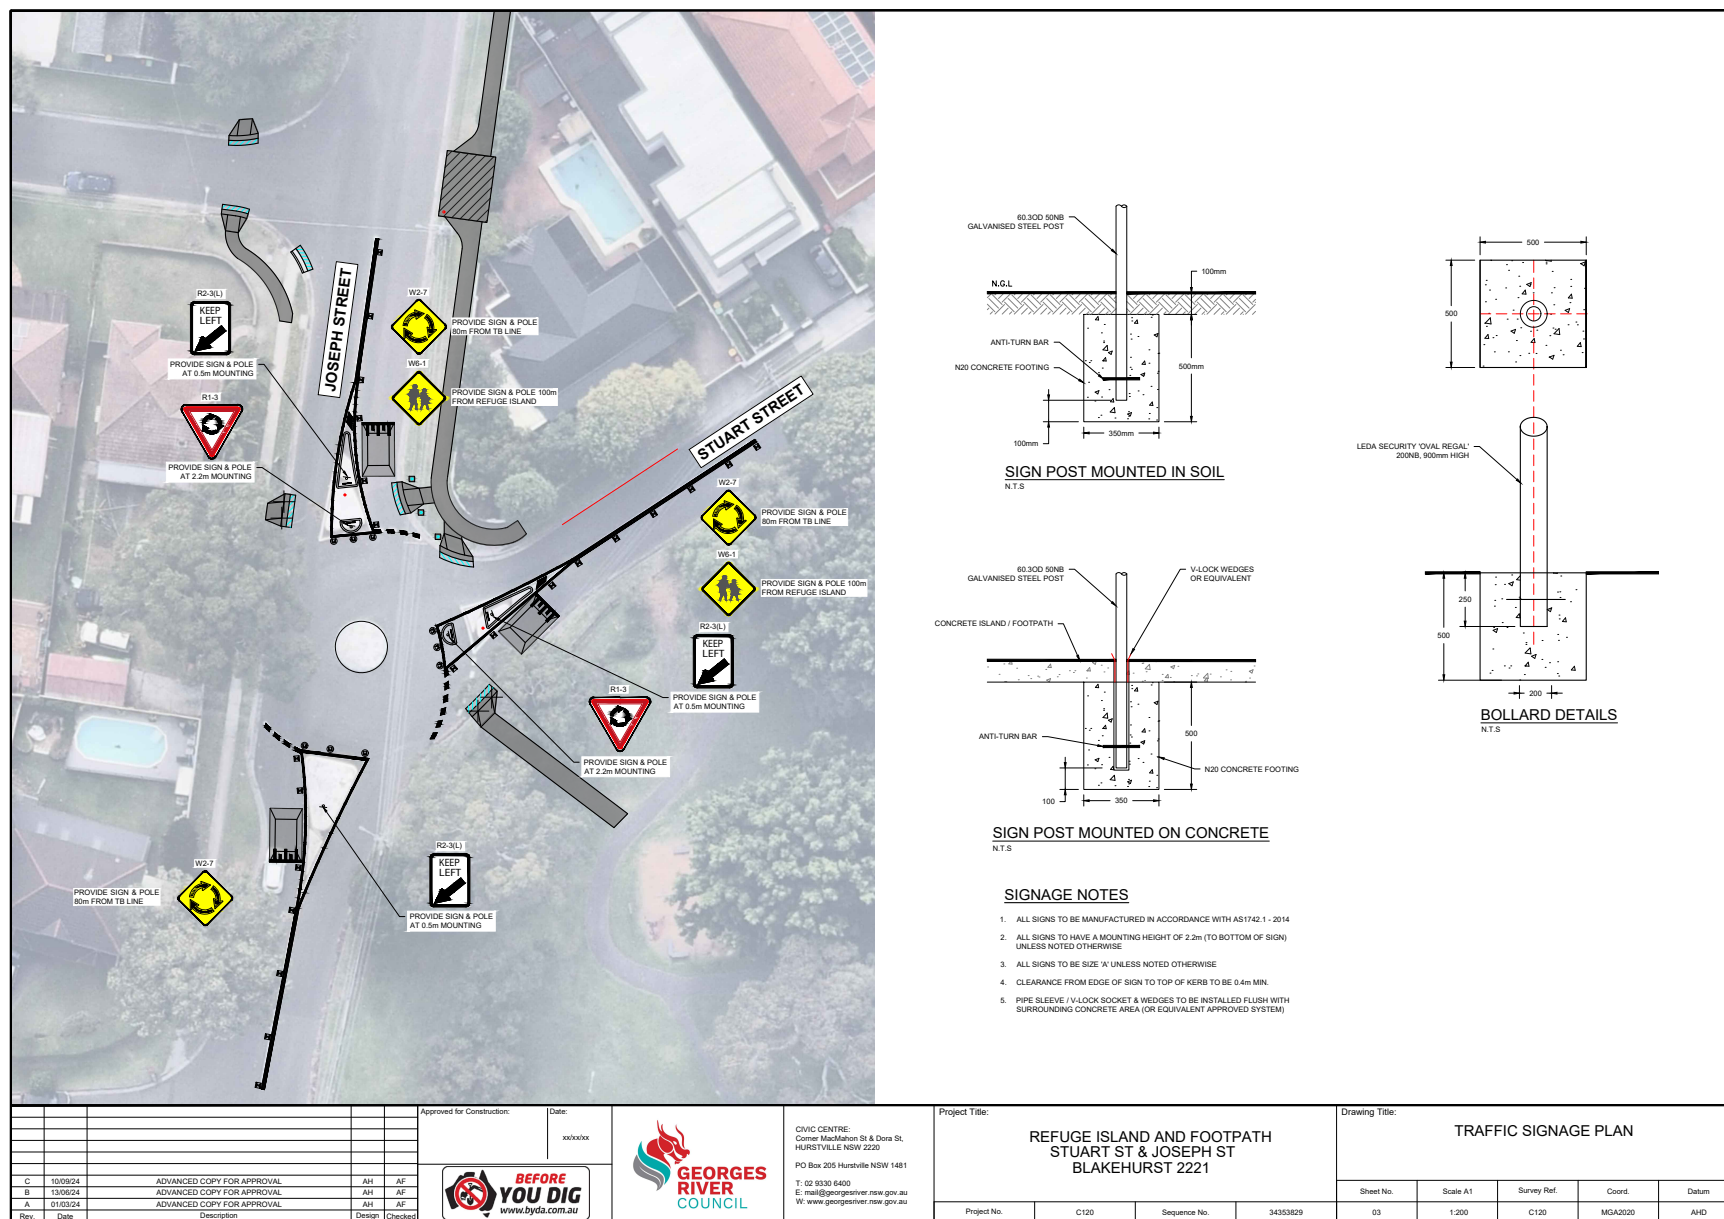 R2-3(L)
KEEP
LEFT
PROVIDE SIGN & POLE
AT 0.5m MOUNTING
R1-3
PROVIDE SIGN & POLE
AT 2.2m MOUNTING
JOSEPH STREET
W2-7
PROVIDE SIGN & POLE
80m FROM TB LINE
W6-1
PROVIDE SIGN & POLE 100m
FROM REFUGE ISLAND
STUART STREET
W2-7
PROVIDE SIGN & POLE
80m FROM TB LINE
W6-1
PROVIDE SIGN & POLE 100m
FROM REFUGE ISLAND
R2-3(L)
KEEP
LEFT
PROVIDE SIGN & POLE
AT 0.5m MOUNTING
R1-3
PROVIDE SIGN & POLE
AT 2.2m MOUNTING
R2-3(L)
KEEP
LEFT
PROVIDE SIGN & POLE
AT 0.5m MOUNTING
W2-7
PROVIDE SIGN & POLE
80m FROM TB LINE
60.3OD 50NB
GALVANISED STEEL POST
N.G.L
100mm
ANTI-TURN BAR
N20 CONCRETE FOOTING
500mm
100mm
350mm
SIGN POST MOUNTED IN SOIL
N.T.S
60.3OD 50NB
GALVANISED STEEL POST
V-LOCK WEDGES
OR EQUIVALENT
CONCRETE ISLAND / FOOTPATH
ANTI-TURN BAR
500
N20 CONCRETE FOOTING
100
350
SIGN POST MOUNTED ON CONCRETE
N.T.S
500
500
LEDA SECURITY 'OVAL REGAL'
200NB, 900mm HIGH
250
500
200
BOLLARD DETAILS
N.T.S
SIGNAGE NOTES
1. ALL SIGNS TO BE MANUFACTURED IN ACCORDANCE WITH AS1742.1 - 2014
2. ALL SIGNS TO HAVE A MOUNTING HEIGHT OF 2.2m (TO BOTTOM OF SIGN)
UNLESS NOTED OTHERWISE
3. ALL SIGNS TO BE SIZE 'A' UNLESS NOTED OTHERWISE
4. CLEARANCE FROM EDGE OF SIGN TO TOP OF KERB TO BE 0.4m MIN.
5. PIPE SLEEVE / V-LOCK SOCKET & WEDGES TO BE INSTALLED FLUSH WITH
SURROUNDING CONCRETE AREA (OR EQUIVALENT APPROVED SYSTEM)
C 10/09/24 ADVANCED COPY FOR APPROVAL AH AF
B 13/06/24 ADVANCED COPY FOR APPROVAL AH AF
A 01/03/24 ADVANCED COPY FOR APPROVAL AH AF
Rev. Date Description Design Checked
Approved for Construction: Date:
xx/xx/xx
BEFORE
YOU DIG
www.byda.com.au
GEORGES
RIVER
COUNCIL
CIVIC CENTRE:
Corner MacMahon St & Dora St,
HURSTVILLE NSW 2220
PO Box 205 Hurstville NSW 1481
T: 02 9330 6400
E: mail@georgesriver.nsw.gov.au
W: www.georgesriver.nsw.gov.au
Project Title:
REFUGE ISLAND AND FOOTPATH
STUART ST & JOSEPH ST
BLAKEHURST 2221
Project No. C120 Sequence No. 34353829
Drawing Title:
TRAFFIC SIGNAGE PLAN
Sheet No. Scale A1 Survey Ref. Coord. Datum
03 1:200 C120 MGA2020 AHD